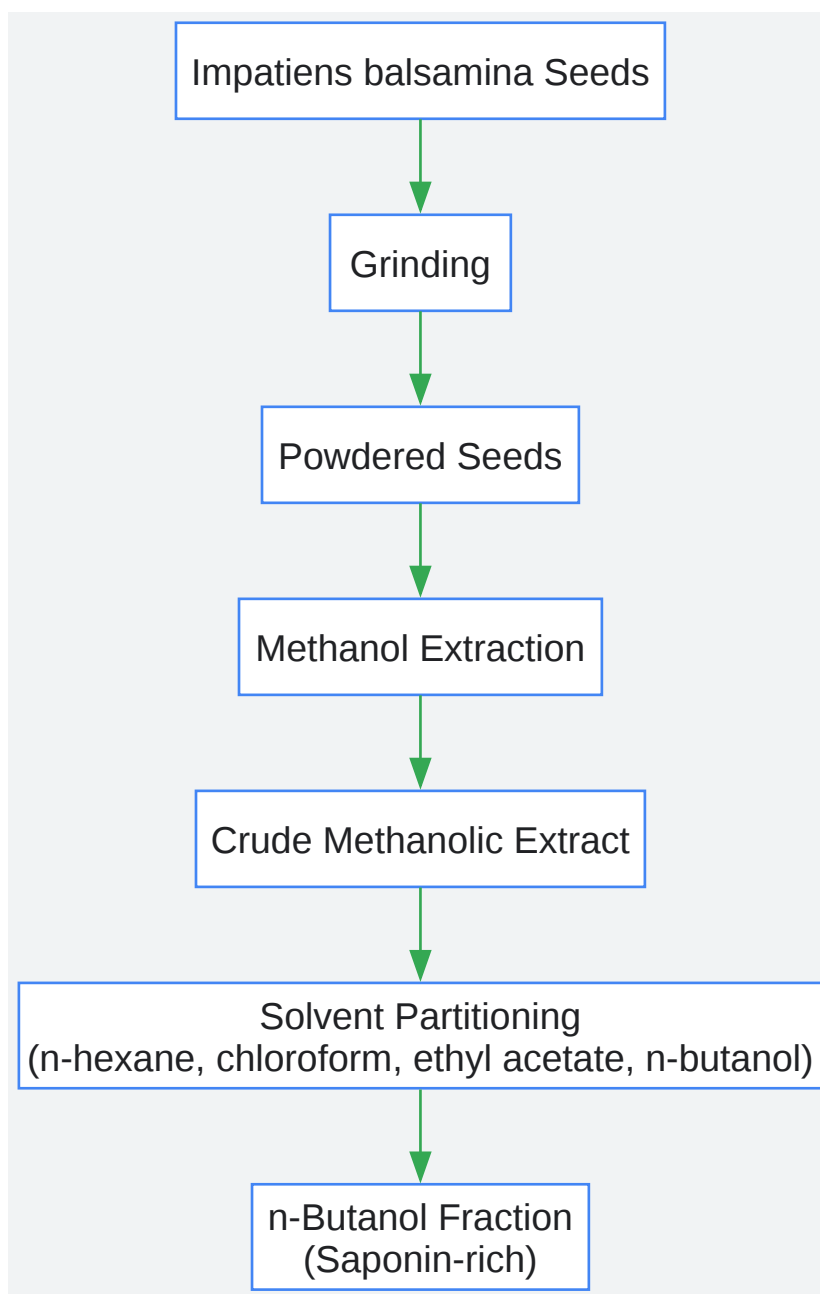 Impatiens balsamina Seeds
Grinding
Powdered Seeds
Methanol Extraction
Crude Methanolic Extract
Solvent Partitioning
(n-hexane, chloroform, ethyl acetate, n-butanol)
n-Butanol Fraction
(Saponin-rich)